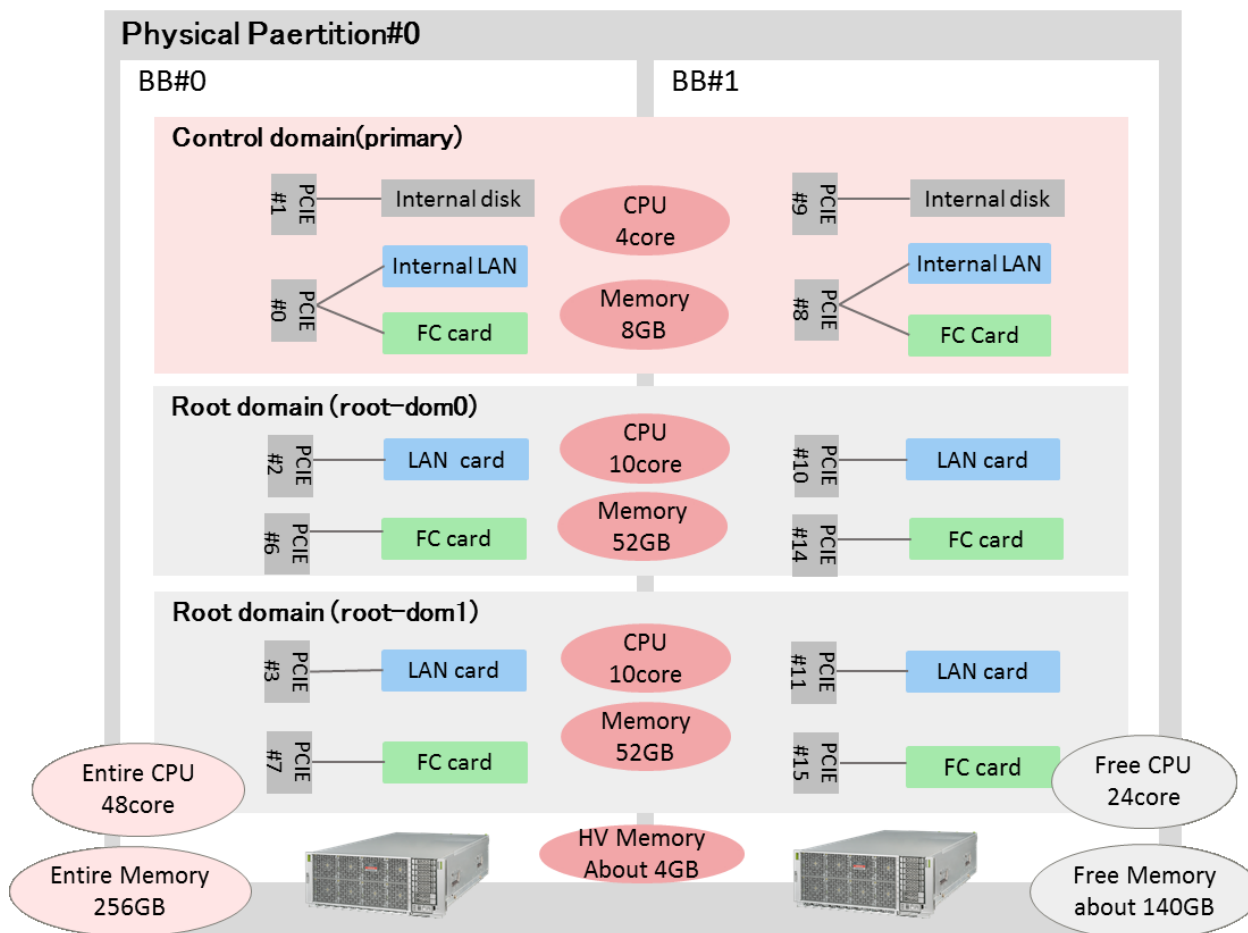 Physical Paertition#0
BB#0
BB#1
Control domain(primary)
PCIE
#1
Internal disk
CPU
4core
PCIE
#9
Internal disk
PCIE
#0
Internal LAN
FC card
Memory
8GB
PCIE
#8
Internal LAN
FC Card
Root domain (root-dom0)
PCIE
#2
LAN card
CPU
10core
PCIE
#10
LAN card
PCIE
#6
FC card
Memory
52GB
PCIE
#14
FC card
Root domain (root-dom1)
PCIE
#3
LAN card
CPU
10core
PCIE
#11
LAN card
PCIE
#7
FC card
Memory
52GB
PCIE
#15
FC card
Entire CPU
48core
Free CPU
24core
HV Memory
About 4GB
Entire Memory
256GB
Free Memory
about 140GB